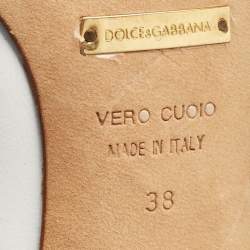 DOLCE&GABBANA
VERO CUOIO
MADE IN ITALY
38